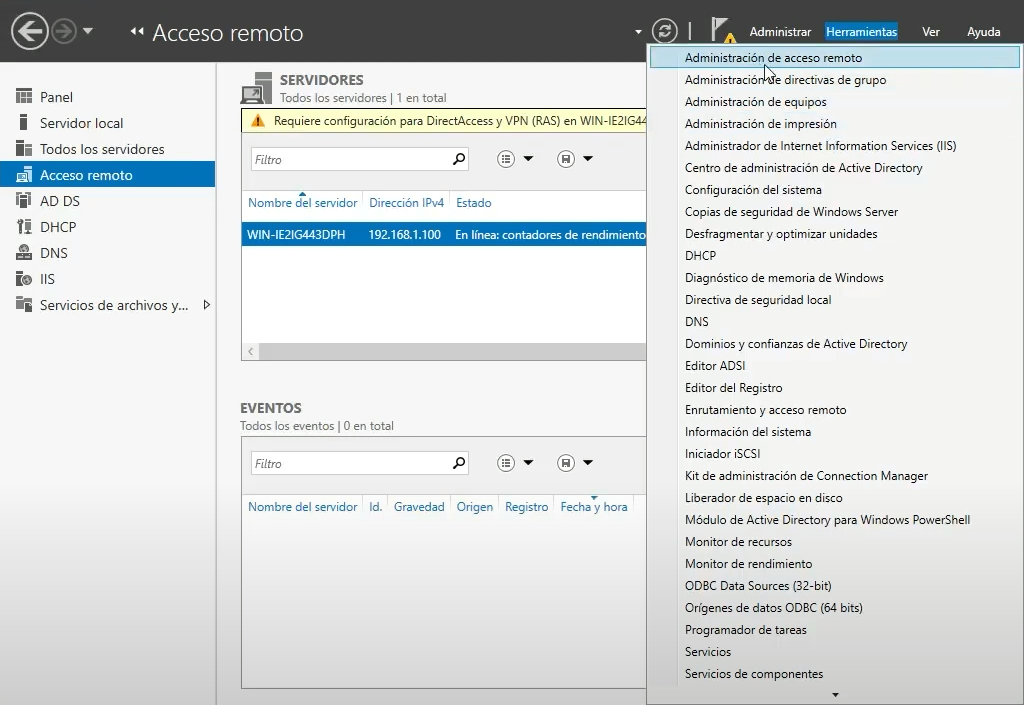 Acceso remoto
Administrar
Herramientas
Ver
Ayuda
Panel
Servidor local
Todos los servidores
Acceso remoto
AD DS
DHCP
DNS
IIS
Servicios de archivos y...
SERVIDORES
Todos los servidores | 1 en total
Requiere configuración para DirectAccess y VPN (RAS) en WIN-IE2IG44
Filtro
Nombre del servidor Dirección IPv4 Estado
WIN-IE2IG443DPH 192.168.1.100 En línea: contadores de rendimiento
EVENTOS
Todos los eventos | 0 en total
Filtro
Nombre del servidor Id. Gravedad Origen Registro Fecha y hora
Administración de acceso remoto
Administración de directivas de grupo
Administración de equipos
Administración de impresión
Administrador de Internet Information Services (IIS)
Centro de administración de Active Directory
Configuración del sistema
Copias de seguridad de Windows Server
Desfragmentar y optimizar unidades
DHCP
Diagnóstico de memoria de Windows
Directiva de seguridad local
DNS
Dominios y confianzas de Active Directory
Editor ADSI
Editor del Registro
Enrutamiento y acceso remoto
Información del sistema
Iniciador iSCSI
Kit de administración de Connection Manager
Liberador de espacio en disco
Módulo de Active Directory para Windows PowerShell
Monitor de recursos
Monitor de rendimiento
ODBC Data Sources (32-bit)
Orígenes de datos ODBC (64 bits)
Programador de tareas
Servicios
Servicios de componentes